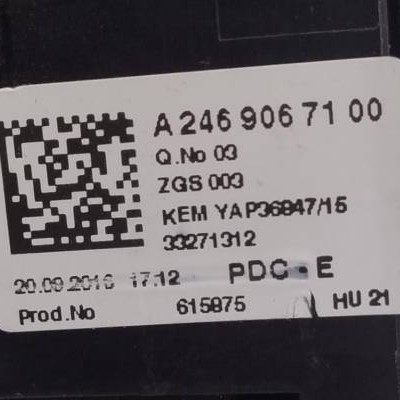 A 246 906 71 00
Q.No 03
ZGS 003
KEM YAP36847/15
33271312
20.09.2016 17:12 PDC-E
Prod.No 615875 HU 21